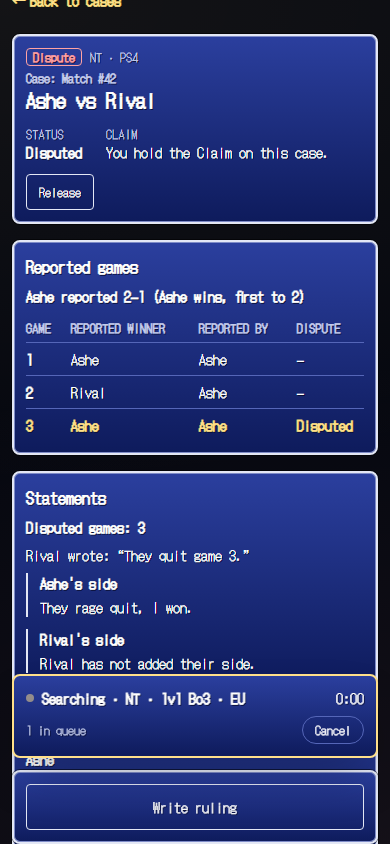 ← Back to cases
Dispute NT · PS4
Case: Match #42
Ashe vs Rival
STATUS CLAIM
Disputed You hold the Claim on this case.
Release
Reported games
Ashe reported 2–1 (Ashe wins, first to 2)
GAME REPORTED WINNER REPORTED BY DISPUTE
1 Ashe Ashe –
2 Rival Ashe –
3 Ashe Ashe Disputed
Statements
Disputed games: 3
Rival wrote: “They quit game 3.”
Ashe's side
They rage quit, I won.
Rival's side
Rival has not added their side.
Searching · NT · 1v1 Bo3 · EU 0:00
1 in queue Cancel
Ashe
Write ruling